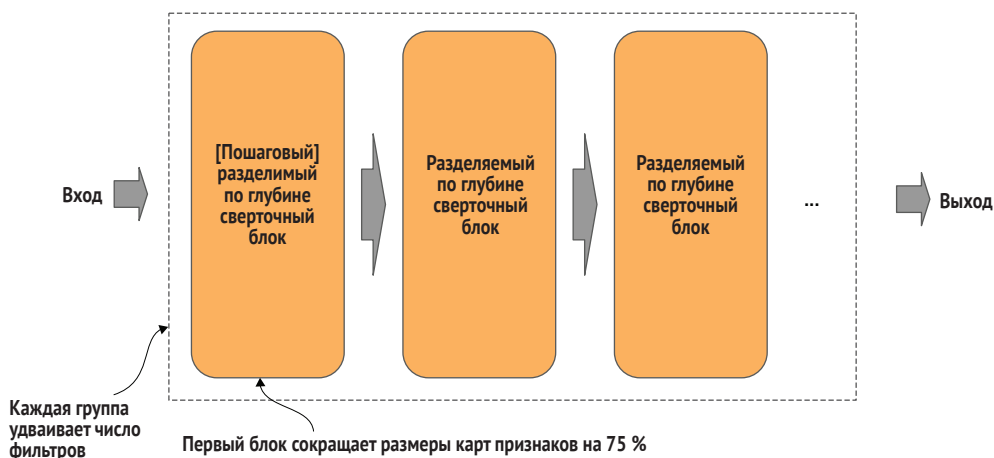 Вход
[Пошаговый]
разделимый
по глубине
сверточный
блок
Разделяемый
по глубине
сверточный
блок
Разделяемый
по глубине
сверточный
блок
...
Выход
Каждая группа
удваивает число
фильтров
Первый блок сокращает размеры карт признаков на 75 %